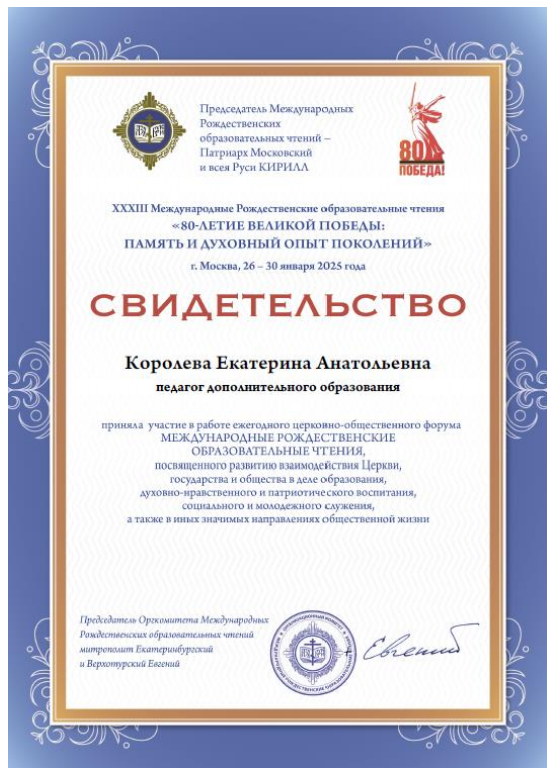 Председатель Международных
Рождественских
образовательных чтений –
Патриарх Московский
и всея Руси КИРИЛЛ
80
ПОБЕДА!
XXXIII Международные Рождественские образовательные чтения
«80-ЛЕТИЕ ВЕЛИКОЙ ПОБЕДЫ:
ПАМЯТЬ И ДУХОВНЫЙ ОПЫТ ПОКОЛЕНИЙ»
г. Москва, 26 – 30 января 2025 года
СВИДЕТЕЛЬСТВО
Королева Екатерина Анатольевна
педагог дополнительного образования
приняла участие в работе ежегодного церковно-общественного форума
МЕЖДУНАРОДНЫЕ РОЖДЕСТВЕНСКИЕ
ОБРАЗОВАТЕЛЬНЫЕ ЧТЕНИЯ,
посвященного развитию взаимодействия Церкви,
государства и общества в деле образования,
духовно-нравственного и патриотического воспитания,
социального и молодежного служения,
а также в иных значимых направлениях общественной жизни
Председатель Оргкомитета Международных
Рождественских образовательных чтений
митрополит Екатеринбургский
и Верхотурский Евгений
+ Евгений